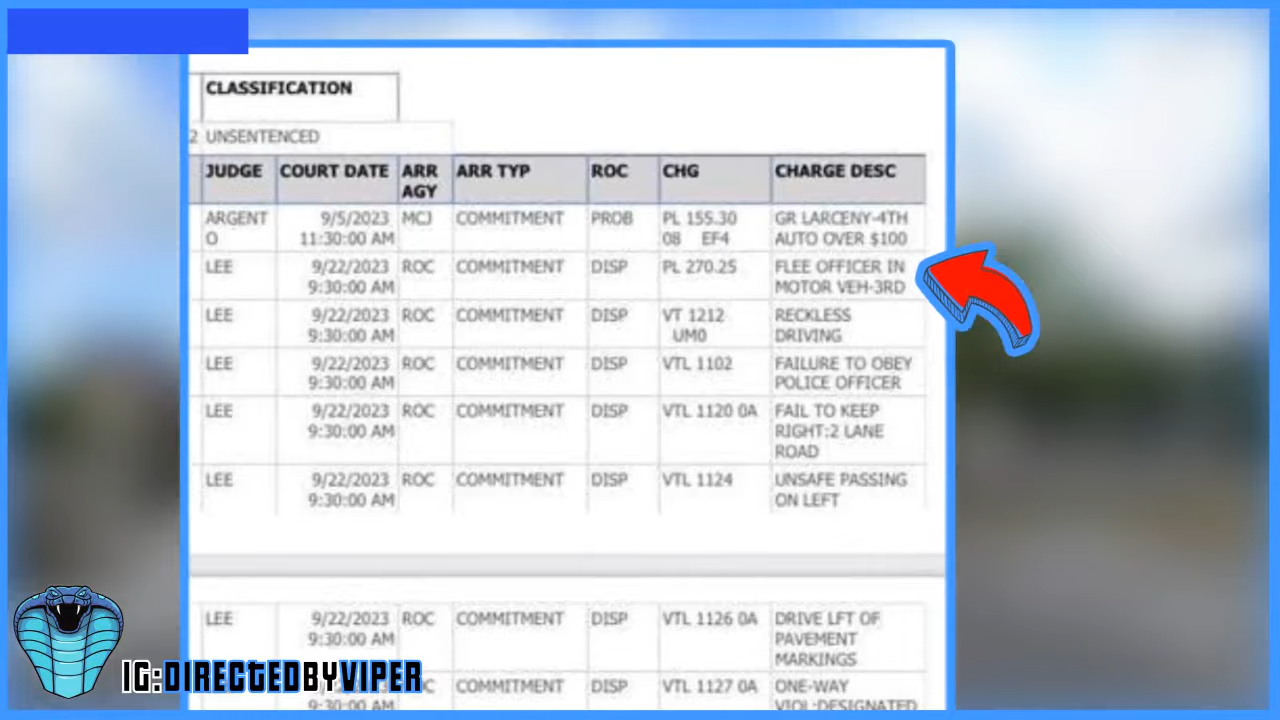 CLASSIFICATION
2 UNSENTENCED
JUDGE COURT DATE ARR AGY ARR TYP ROC CHG CHARGE DESC
ARGENT 9/5/2023 MCJ COMMITMENT PROB PL 155.30 GR LARCENY-4TH
O 11:30:00 AM 08 EF4 AUTO OVER $100
LEE 9/22/2023 ROC COMMITMENT DISP PL 270.25 FLEE OFFICER IN
9:30:00 AM MOTOR VEH-3RD
LEE 9/22/2023 ROC COMMITMENT DISP VT 1212 RECKLESS
9:30:00 AM UM0 DRIVING
LEE 9/22/2023 ROC COMMITMENT DISP VTL 1102 FAILURE TO OBEY
9:30:00 AM POLICE OFFICER
LEE 9/22/2023 ROC COMMITMENT DISP VTL 1120 0A FAIL TO KEEP
9:30:00 AM RIGHT:2 LANE
ROAD
LEE 9/22/2023 ROC COMMITMENT DISP VTL 1124 UNSAFE PASSING
9:30:00 AM ON LEFT
LEE 9/22/2023 ROC COMMITMENT DISP VTL 1126 0A DRIVE LFT OF
9:30:00 AM PAVEMENT
MARKINGS
COMMITMENT DISP VTL 1127 0A ONE-WAY
9:30:00 AM VIOL:DESIGNATED
IG:DIRECTEDBYVIPER